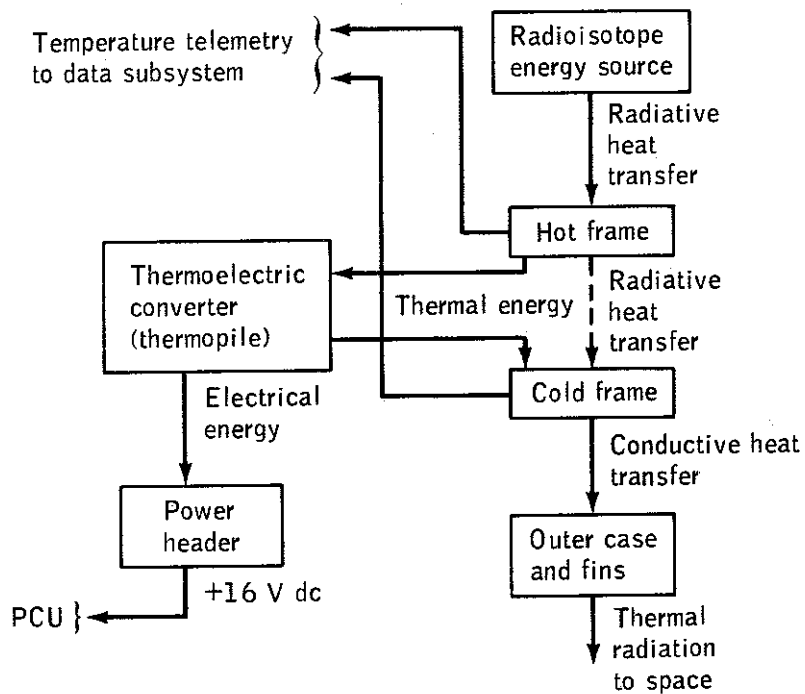 Temperature telemetry
to data subsystem
Radioisotope
energy source
Radiative
heat
transfer
Hot frame
Thermoelectric
converter
(thermopile)
Thermal energy
Radiative
heat
transfer
Cold frame
Electrical
energy
Conductive heat
transfer
Power
header
Outer case
and fins
+16 V dc
PCU
Thermal
radiation
to space